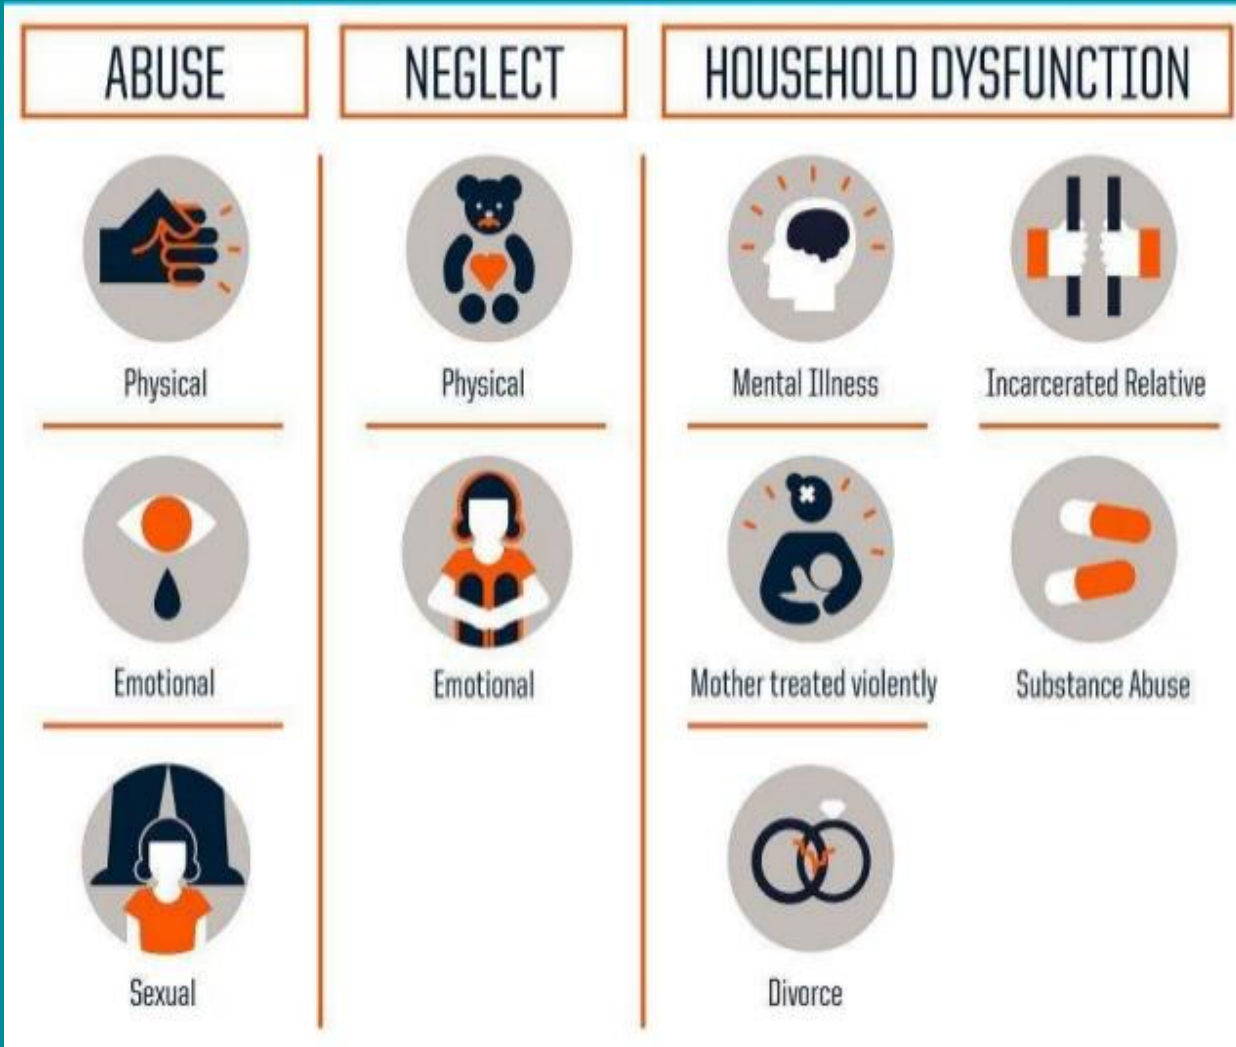 ABUSE
Physical
Emotional
Sexual
NEGLECT
Physical
Emotional
HOUSEHOLD DYSFUNCTION
Mental Illness
Incarcerated Relative
Mother treated violently
Substance Abuse
Divorce